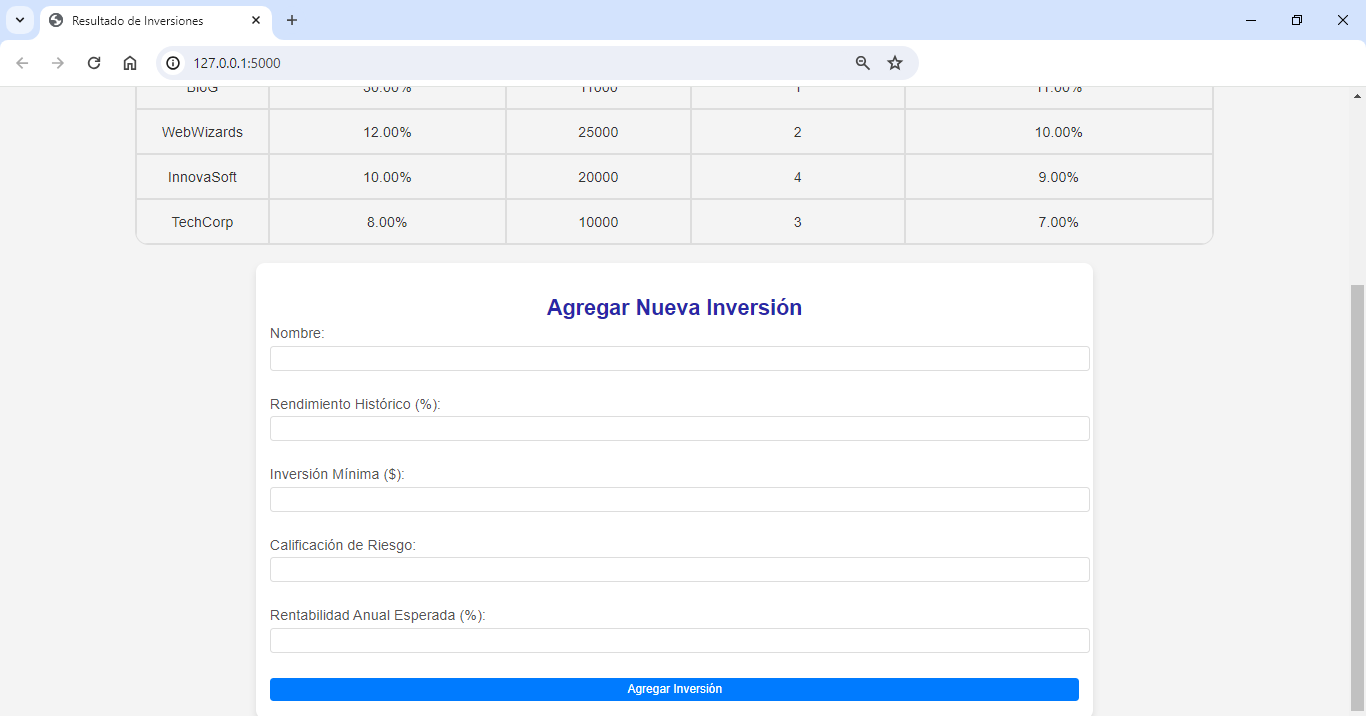 Resultado de Inversiones
127.0.0.1:5000
BioG 30.00% 11000 1 11.00%
WebWizards 12.00% 25000 2 10.00%
InnovaSoft 10.00% 20000 4 9.00%
TechCorp 8.00% 10000 3 7.00%
Agregar Nueva Inversión
Nombre:
Rendimiento Histórico (%):
Inversión Mínima ($):
Calificación de Riesgo:
Rentabilidad Anual Esperada (%):
Agregar Inversión